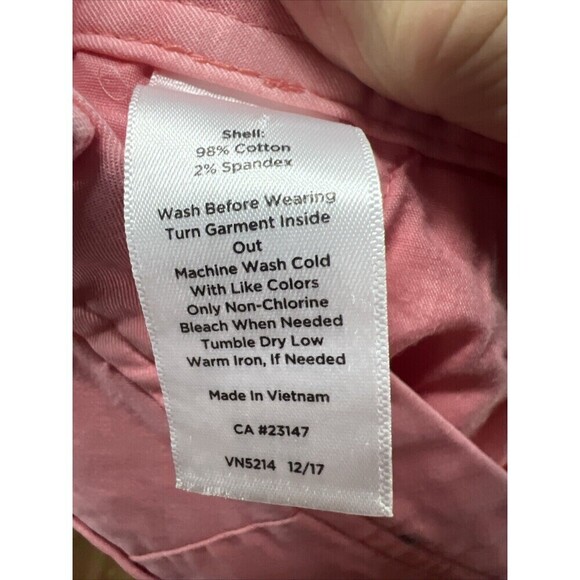 Shell:
98% Cotton
2% Spandex
Wash Before Wearing
Turn Garment Inside
Out
Machine Wash Cold
With Like Colors
Only Non-Chlorine
Bleach When Needed
Tumble Dry Low
Warm Iron, If Needed
Made In Vietnam
CA #23147
VN5214 12/17